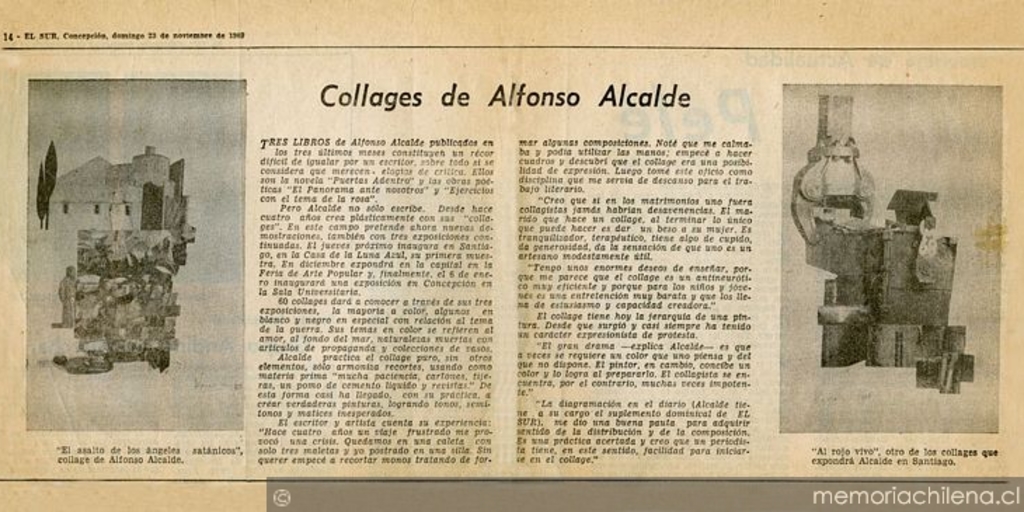 14 - EL SUR, Concepción, domingo 23 de noviembre de 1969
Collages de Alfonso Alcalde
TRES LIBROS de Alfonso Alcalde publicados en
los tres últimos meses constituyen un récor
difícil de igualar por un escritor, sobre todo si se
considera que merecen elogios de crítica. Ellos
son la novela "Puertas Adentro" y las obras poé-
ticas "El Panorama ante nosotros" y "Ejercicios
con el tema de la rosa".
Pero Alcalde no sólo escribe. Desde hace
cuatro años crea plásticamente con sus "colla-
ges". En este campo pretende ahora nuevas de-
mostraciones, también con tres exposiciones con-
tinuadas. El jueves próximo inaugura en Santia-
go, en la Casa de la Luna Azul, su primera mues-
tra. En diciembre expondrá en la capital en la
Feria de Arte Popular y, finalmente, el 6 de ene-
ro inaugurará una exposición en Concepción en
la Sala Universitaria.
60 collages dará a conocer a través de sus tres
exposiciones, la mayoría a color, algunos en
blanco y negro en especial con relación al tema
de la guerra. Sus temas en color se refieren al
amor, al fondo del mar, naturalezas muertas con
artículos de propaganda y colecciones de vasos.
Alcalde practica el collage puro, sin otros
elementos, sólo armoniza recortes, usando como
materia prima "mucha paciencia, cartones, tije-
ras, un pomo de cemento líquido y revistas." De
esta forma casi ha llegado, con su práctica, a
crear verdaderas pinturas, logrando tonos, semi-
tonos y matices inesperados.
El escritor y artista cuenta su experiencia:
"Hace cuatro años un viaje frustrado me pro-
vocó una crisis. Quedamos en una caleta con
solo tres maletas y yo postrado en una silla. Sin
querer empecé a recortar monos tratando de for-
mar algunas composiciones. Noté que me calma-
ba y podía utilizar las manos; empecé a hacer
cuadros y descubrí que el collage era una posibi-
lidad de expresión. Luego tomé este oficio como
disciplina que me servía de descanso para el tra-
bajo literario.
"Creo que si en los matrimonios uno fuera
collagistas jamás habrían desavenencias. El ma-
rido que hace un collage, al terminar lo único
que puede hacer es dar un beso a su mujer. Es
tranquilizador, terapéutico, tiene algo de cupido,
da generosidad, da la sensación de que uno es un
artesano modestamente útil.
"Tengo unos enormes deseos de enseñar, por-
que me parece que el collage es un antineuróti-
co muy eficiente y porque para los niños y jóve-
nes es una entretención muy barata y que los lle-
na de entusiasmo y capacidad creadora."
El collage tiene hoy la jerarquía de una pin-
tura. Desde que surgió y casi siempre ha tenido
un carácter expresionista de protesta.
"El gran drama —explica Alcalde— es que
a veces se requiere un color que uno piensa y del
que no dispone. El pintor, en cambio, concibe un
color y lo logra al prepararlo. El collagista se en-
cuentra, por el contrario, muchas veces impoten-
te."
"La diagramación en el diario (Alcalde tie-
ne a su cargo el suplemento dominical de EL
SUR), me dio una buena pauta para adquirir
sentido de la distribución y de la composición.
Es una práctica acertada y creo que un periodis-
ta tiene, en este sentido, facilidad para iniciar-
se en el collage."
"El asalto de los ángeles satánicos",
collage de Alfonso Alcalde.
"Al rojo vivo", otro de los collages que
expondrá Alcalde en Santiago.
© memoriachilena.cl